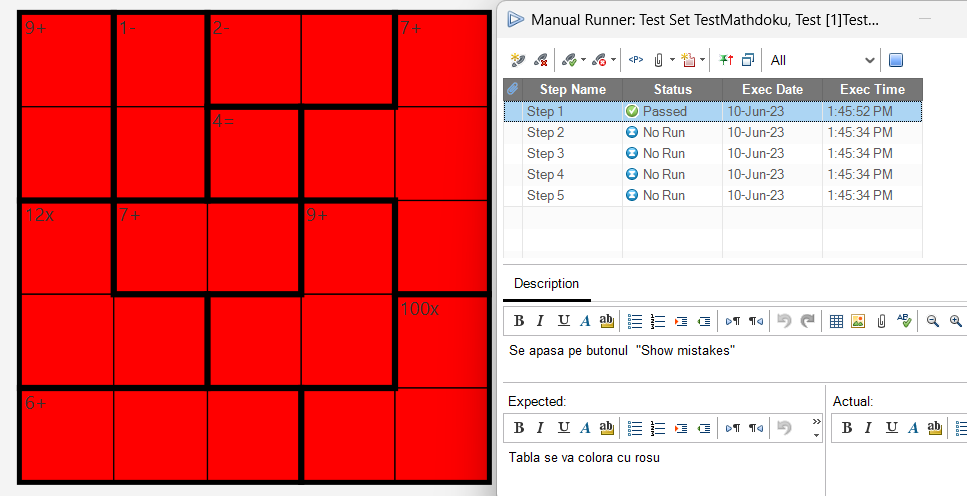 9+ 1- 2- 7+
4=
12x 7+ 9+
100x
6+
Manual Runner: Test Set TestMathdoku, Test [1]Test...
<P> All
Step Name Status Exec Date Exec Time
Step 1 Passed 10-Jun-23 1:45:52 PM
Step 2 No Run 10-Jun-23 1:45:34 PM
Step 3 No Run 10-Jun-23 1:45:34 PM
Step 4 No Run 10-Jun-23 1:45:34 PM
Step 5 No Run 10-Jun-23 1:45:34 PM
Description
B I U A ab
Se apasa pe butonul "Show mistakes"
Expected: Actual:
B I U A ab B I U A ab
Tabla se va colora cu rosu